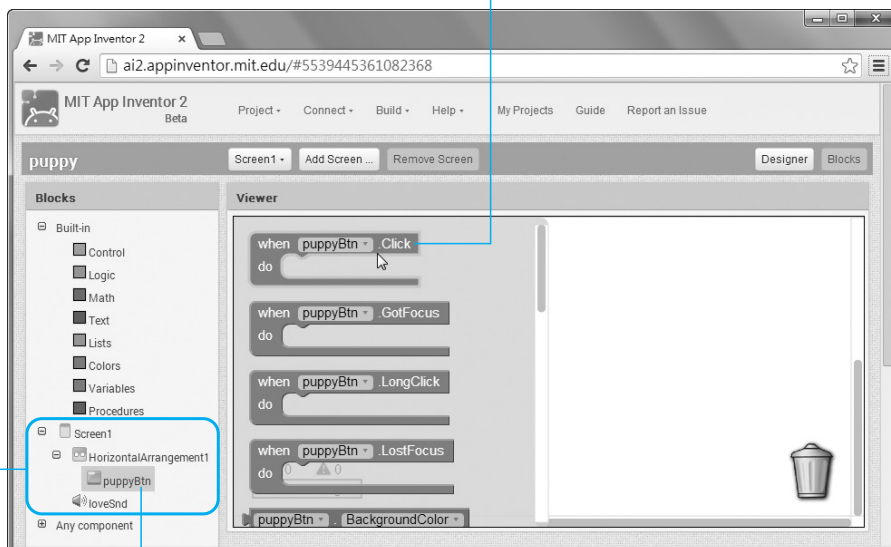 MIT App Inventor 2 x
ai2.appinventor.mit.edu/#5539445361082368
MIT App Inventor 2
Beta
Project Connect Build Help My Projects Guide Report an Issue
puppy Screen1 Add Screen ... Remove Screen Designer Blocks
Blocks
Built-in
Control
Logic
Math
Text
Lists
Colors
Variables
Procedures
Screen1
HorizontalArrangement1
puppyBtn
loveSnd
Any component
Viewer
when puppyBtn .Click
do
when puppyBtn .GotFocus
do
when puppyBtn .LongClick
do
when puppyBtn .LostFocus
do 0 0
puppyBtn . BackgroundColor